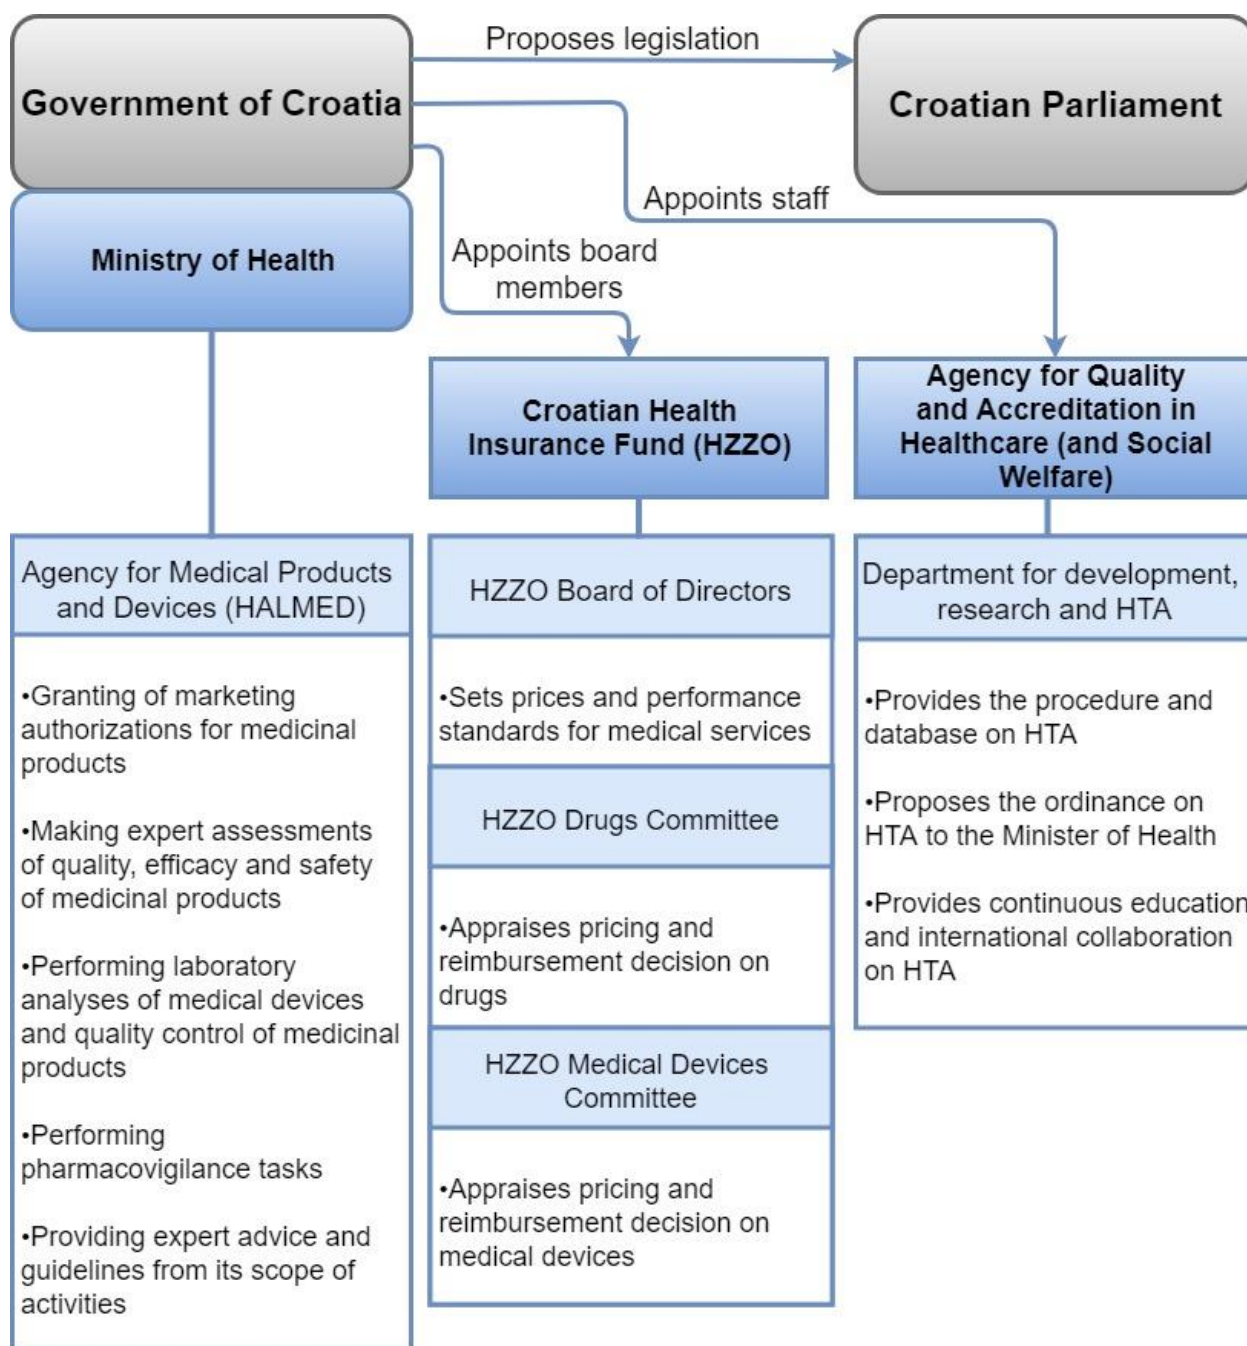 Proposes legislation
Government of Croatia
Croatian Parliament
Appoints staff
Ministry of Health
Appoints board
members
Croatian Health
Insurance Fund (HZZO)
Agency for Quality
and Accreditation in
Healthcare (and Social
Welfare)
Agency for Medical Products
and Devices (HALMED)
•Granting of marketing
authorizations for medicinal
products
•Making expert assessments
of quality, efficacy and safety
of medicinal products
•Performing laboratory
analyses of medical devices
and quality control of medicinal
products
•Performing
pharmacovigilance tasks
•Providing expert advice and
guidelines from its scope of
activities
HZZO Board of Directors
•Sets prices and performance
standards for medical services
HZZO Drugs Committee
•Appraises pricing and
reimbursement decision on
drugs
HZZO Medical Devices
Committee
•Appraises pricing and
reimbursement decision on
medical devices
Department for development,
research and HTA
•Provides the procedure and
database on HTA
•Proposes the ordinance on
HTA to the Minister of Health
•Provides continuous education
and international collaboration
on HTA